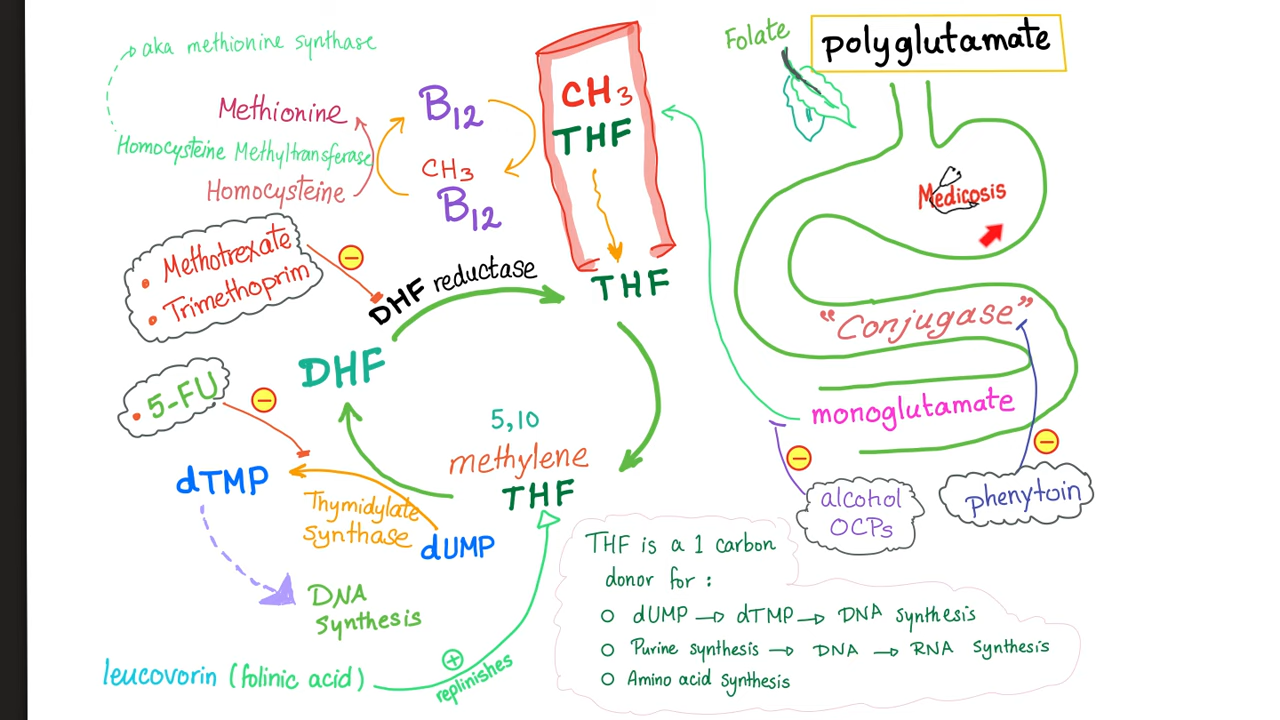 aka methionine synthase
Methionine
Homocysteine Methyltransferase
Homocysteine
B12
CH3
B12
CH3
THF
THF
Folate
polyglutamate
Medicosis
"Conjugase"
monoglutamate
alcohol
OCPs
phenytoin
• Methotrexate
• Trimethoprim
DHF reductase
DHF
• 5-FU
dTMP
Thymidylate
synthase
dUMP
5,10
methylene
THF
DNA
Synthesis
leucovorin (folinic acid)
+
replinishes
THF is a 1 carbon
donor for :
○ dUMP → dTMP → DNA synthesis
○ Purine synthesis → DNA → RNA Synthesis
○ Amino acid synthesis